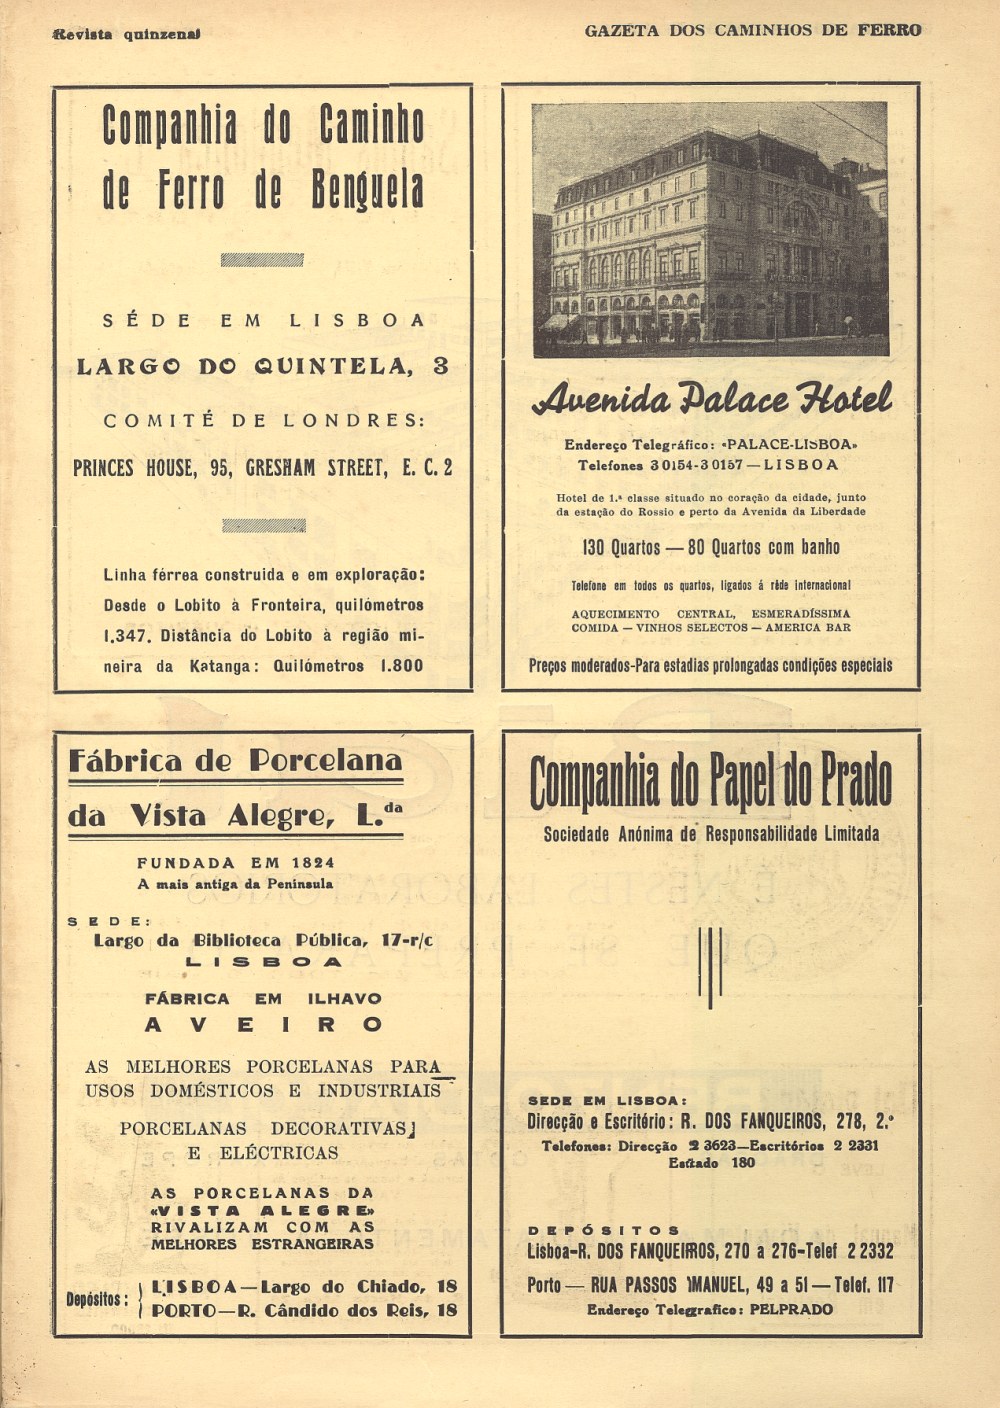 Revista quinzenal
GAZETA DOS CAMINHOS DE FERRO
Companhia do Caminho
de Ferro de Benguela
SÉDE EM LISBOA
LARGO DO QUINTELA, 3
COMITÉ DE LONDRES:
PRINCES HOUSE, 95, GRESHAM STREET, E. C. 2
Linha férrea construida e em exploração:
Desde o Lobito à Fronteira, quilómetros
1.347. Distância do Lobito à região mi-
neira da Katanga: Quilómetros 1.800
Avenida Palace Hotel
Endereço Telegráfico: «PALACE-LISBOA»
Telefones 3 0154-3 0157 — LISBOA
Hotel de 1.ª classe situado no coração da cidade, junto
da estação do Rossio e perto da Avenida da Liberdade
130 Quartos — 80 Quartos com banho
Telefone em todos os quartos, ligados á rêde internacional
AQUECIMENTO CENTRAL, ESMERADÍSSIMA
COMIDA — VINHOS SELECTOS — AMERICA BAR
Preços moderados-Para estadias prolongadas condições especiais
Fábrica de Porcelana
da Vista Alegre, L.da
FUNDADA EM 1824
A mais antiga da Península
SEDE:
Largo da Biblioteca Pública, 17-r/c
LISBOA
FÁBRICA EM ILHAVO
AVEIRO
AS MELHORES PORCELANAS PARA
USOS DOMÉSTICOS E INDUSTRIAIS
PORCELANAS DECORATIVAS
E ELÉCTRICAS
AS PORCELANAS DA
«VISTA ALEGRE»
RIVALIZAM COM AS
MELHORES ESTRANGEIRAS
Depósitos:
LISBOA — Largo do Chiado, 18
PORTO — R. Cândido dos Reis, 18
Companhia do Papel do Prado
Sociedade Anónima de Responsabilidade Limitada
SEDE EM LISBOA:
Direcção e Escritório: R. DOS FANQUEIROS, 278, 2.º
Telefones: Direcção 2 3623—Escritórios 2 2331
Estado 180
DEPÓSITOS
Lisboa-R. DOS FANQUEIROS, 270 a 276-Telef 2 2332
Porto — RUA PASSOS MANUEL, 49 a 51 — Telef. 117
Endereço Telegrafico: PELPRADO